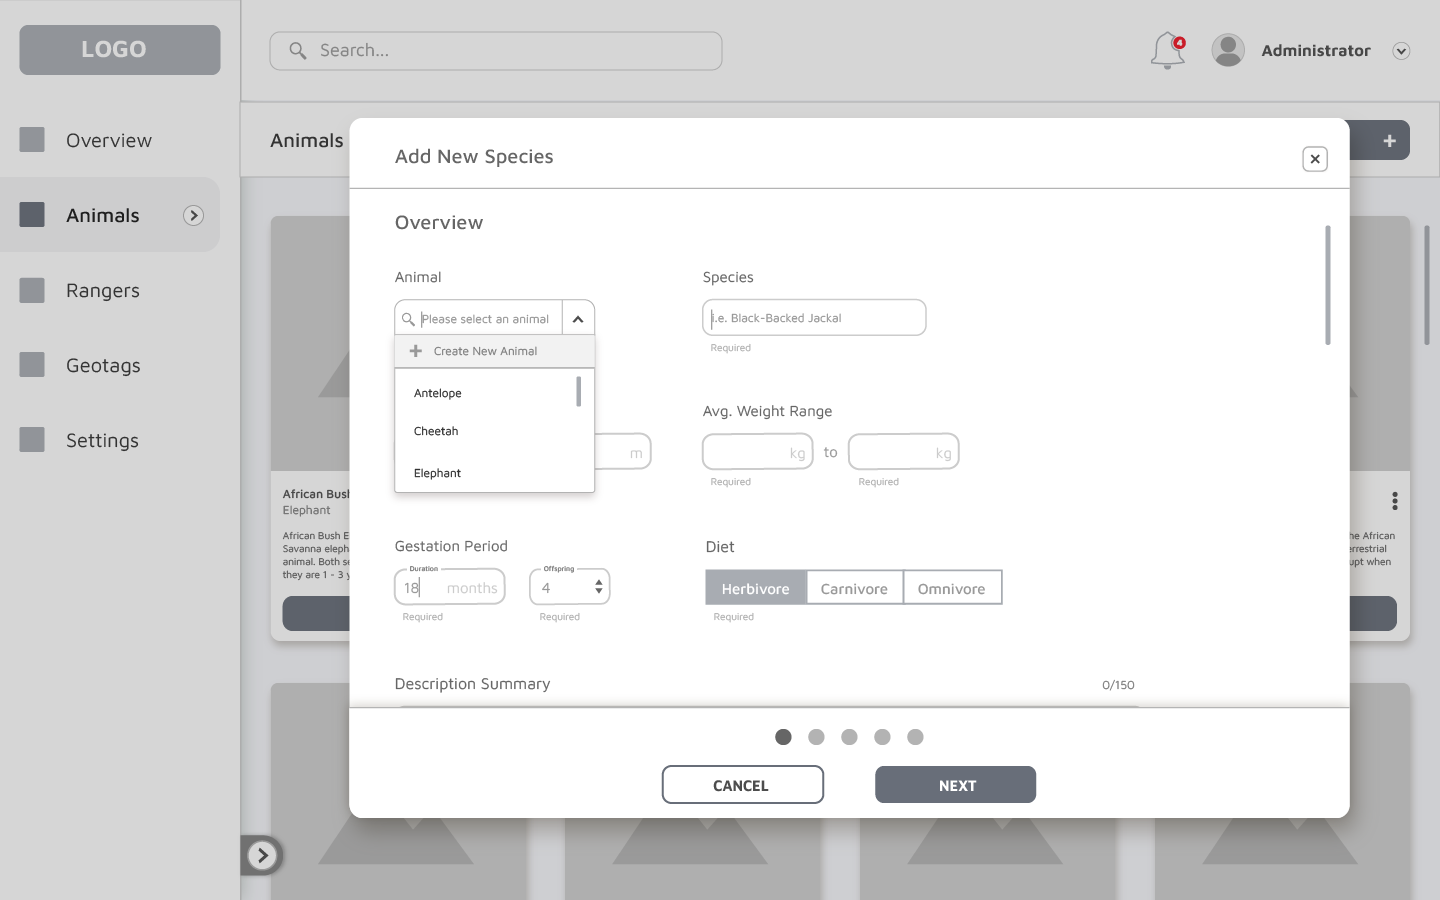 LOGO
Search...
4
Administrator
Overview
Animals
Rangers
Geotags
Settings
Animals
+
Add New Species
Overview
Animal
Please select an animal
Create New Animal
Antelope
Cheetah
Elephant
Species
i.e. Black-Backed Jackal
Required
m
Avg. Weight Range
kg
to
kg
Required
Required
Gestation Period
Duration
18
months
Required
Offspring
4
Required
Diet
Herbivore
Carnivore
Omnivore
Required
Description Summary
0/150
CANCEL
NEXT
African Bush
Elephant
African Bush E
Savanna eleph
animal. Both se
they are 1 - 3 y
he African
errestrial
upt when